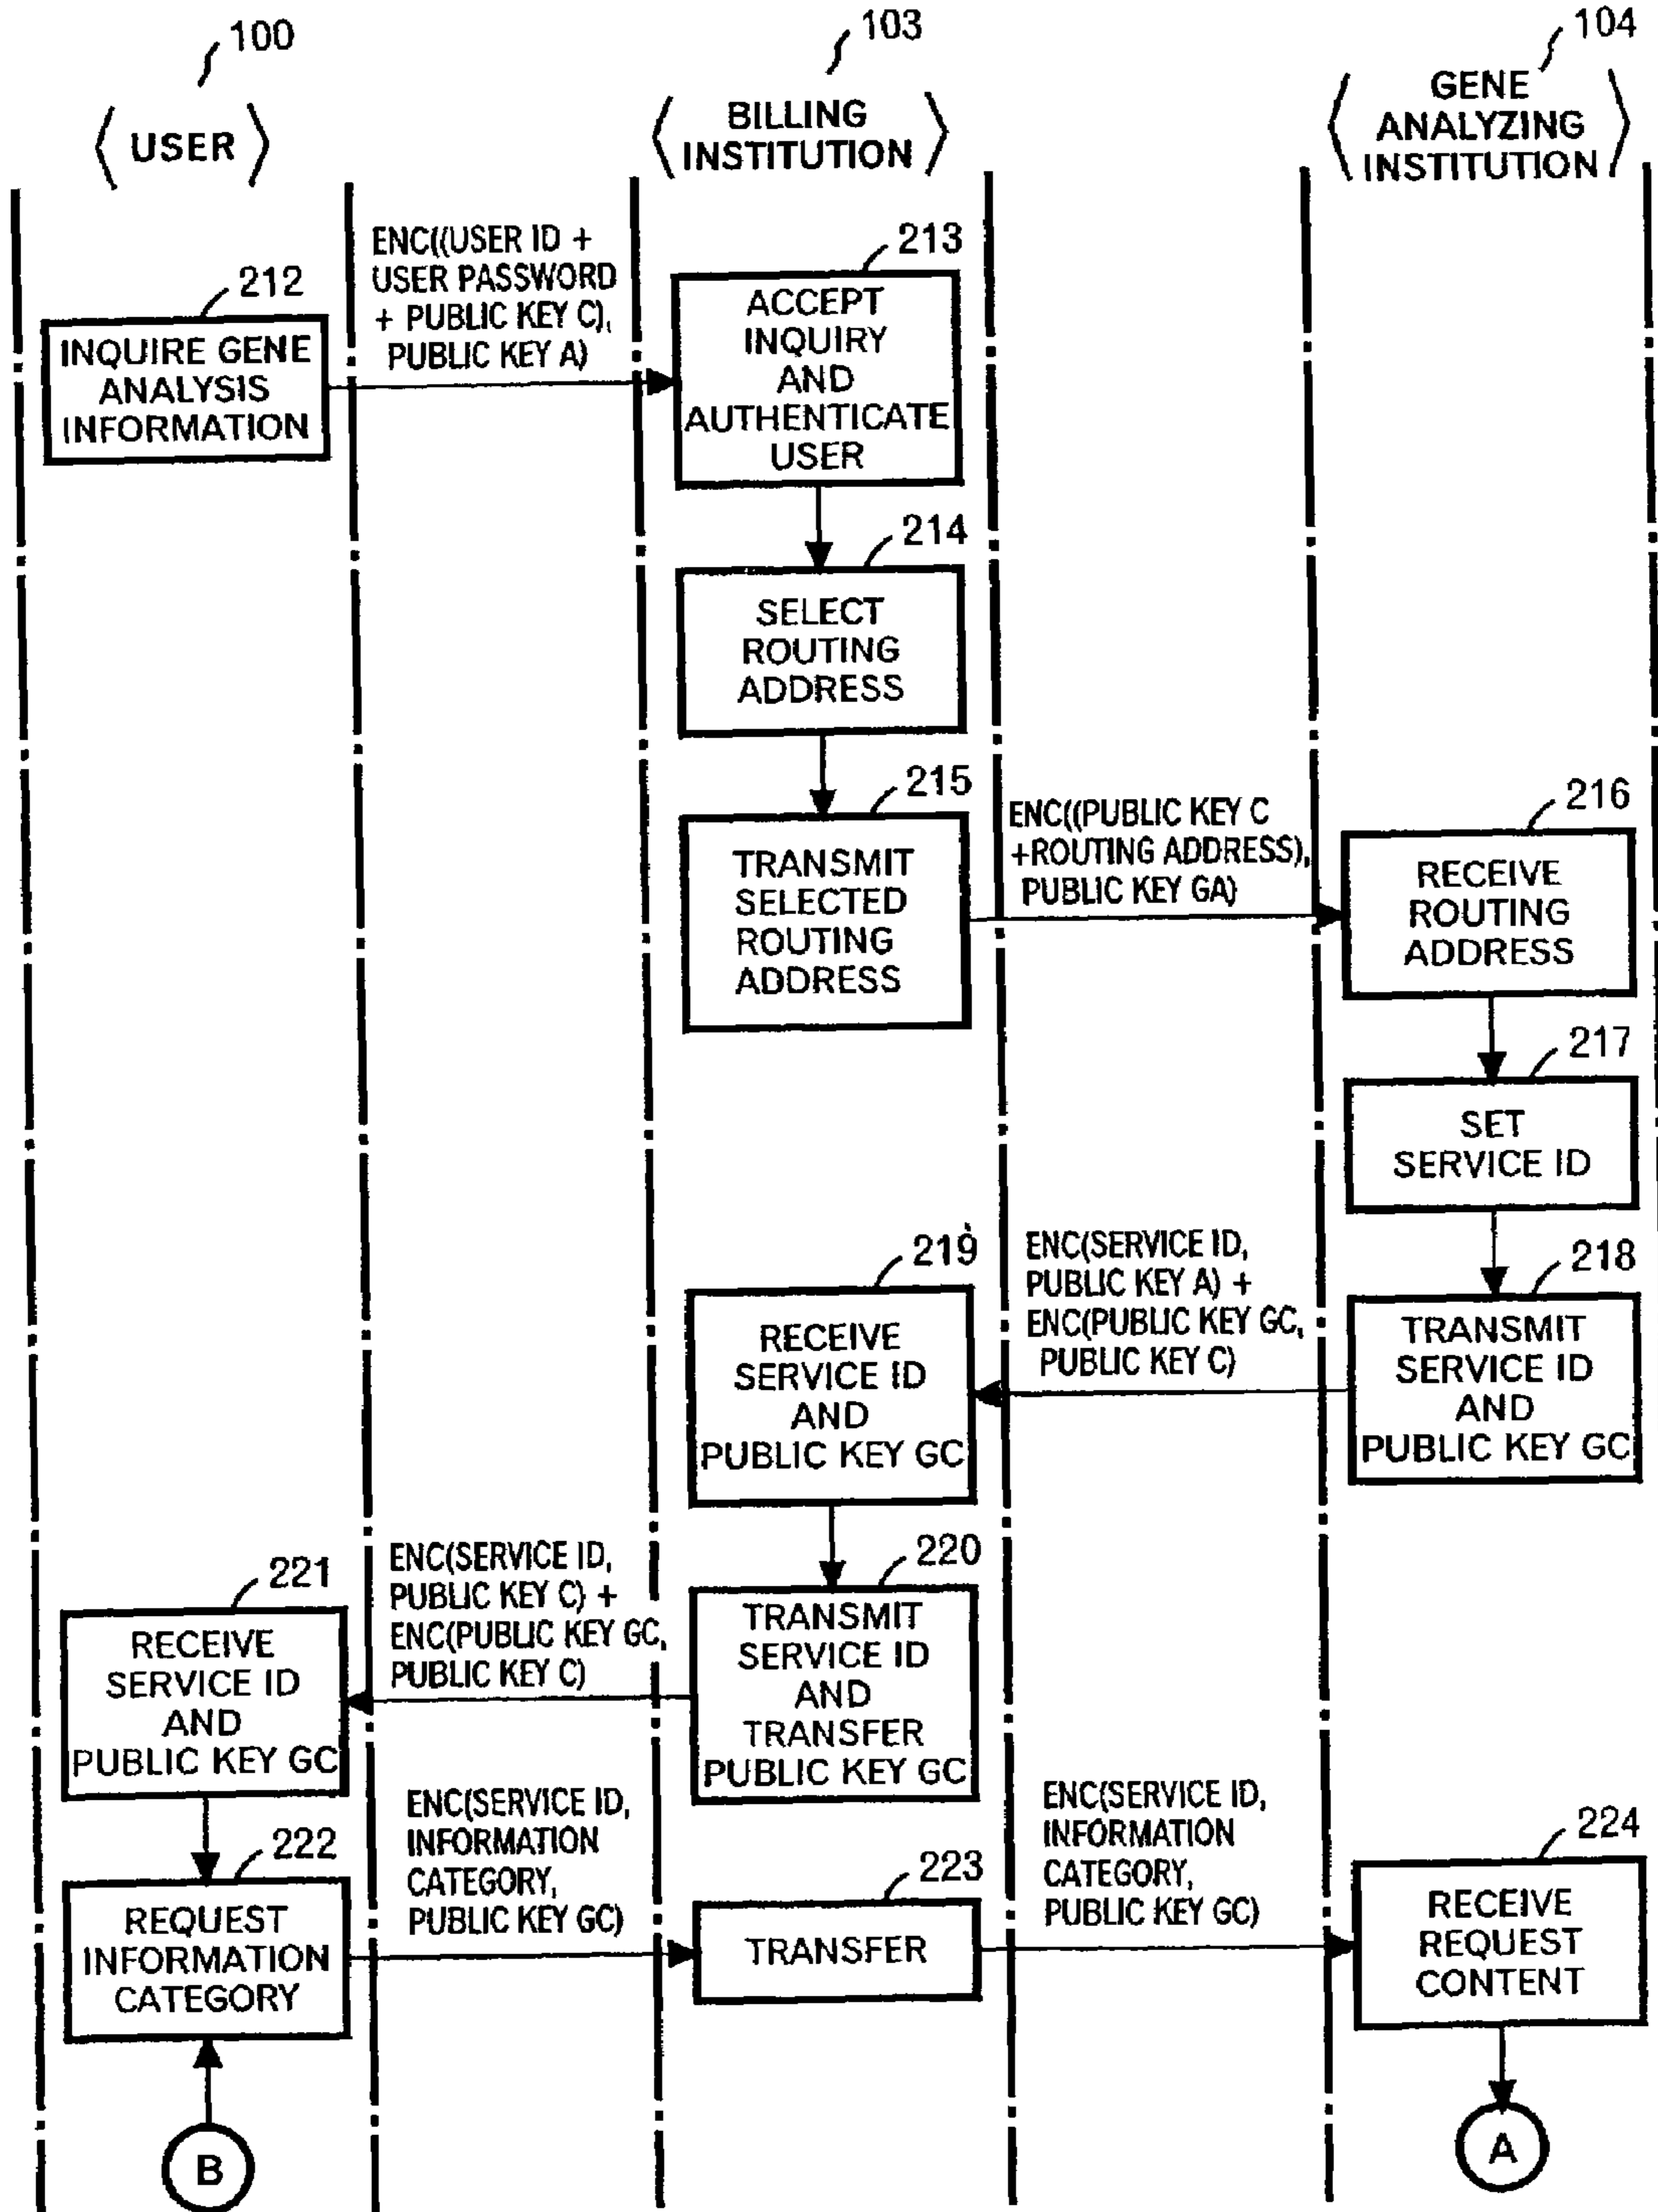 100
103
104
USER
BILLING
INSTITUTION
GENE
ANALYZING
INSTITUTION
212
INQUIRE GENE
ANALYSIS
INFORMATION
ENC((USER ID +
USER PASSWORD
+ PUBLIC KEY C),
PUBLIC KEY A)
213
ACCEPT
INQUIRY
AND
AUTHENTICATE
USER
214
SELECT
ROUTING
ADDRESS
215
TRANSMIT
SELECTED
ROUTING
ADDRESS
ENC((PUBLIC KEY C
+ROUTING ADDRESS),
PUBLIC KEY GA)
216
RECEIVE
ROUTING
ADDRESS
217
SET
SERVICE ID
218
TRANSMIT
SERVICE ID
AND
PUBLIC KEY GC
ENC(SERVICE ID,
PUBLIC KEY A) +
ENC(PUBLIC KEY GC,
PUBLIC KEY C)
219
RECEIVE
SERVICE ID
AND
PUBLIC KEY GC
220
TRANSMIT
SERVICE ID
AND
TRANSFER
PUBLIC KEY GC
ENC(SERVICE ID,
PUBLIC KEY C) +
ENC(PUBLIC KEY GC,
PUBLIC KEY C)
221
RECEIVE
SERVICE ID
AND
PUBLIC KEY GC
222
REQUEST
INFORMATION
CATEGORY
ENC(SERVICE ID,
INFORMATION
CATEGORY,
PUBLIC KEY GC)
223
TRANSFER
ENC(SERVICE ID,
INFORMATION
CATEGORY,
PUBLIC KEY GC)
224
RECEIVE
REQUEST
CONTENT
B
A